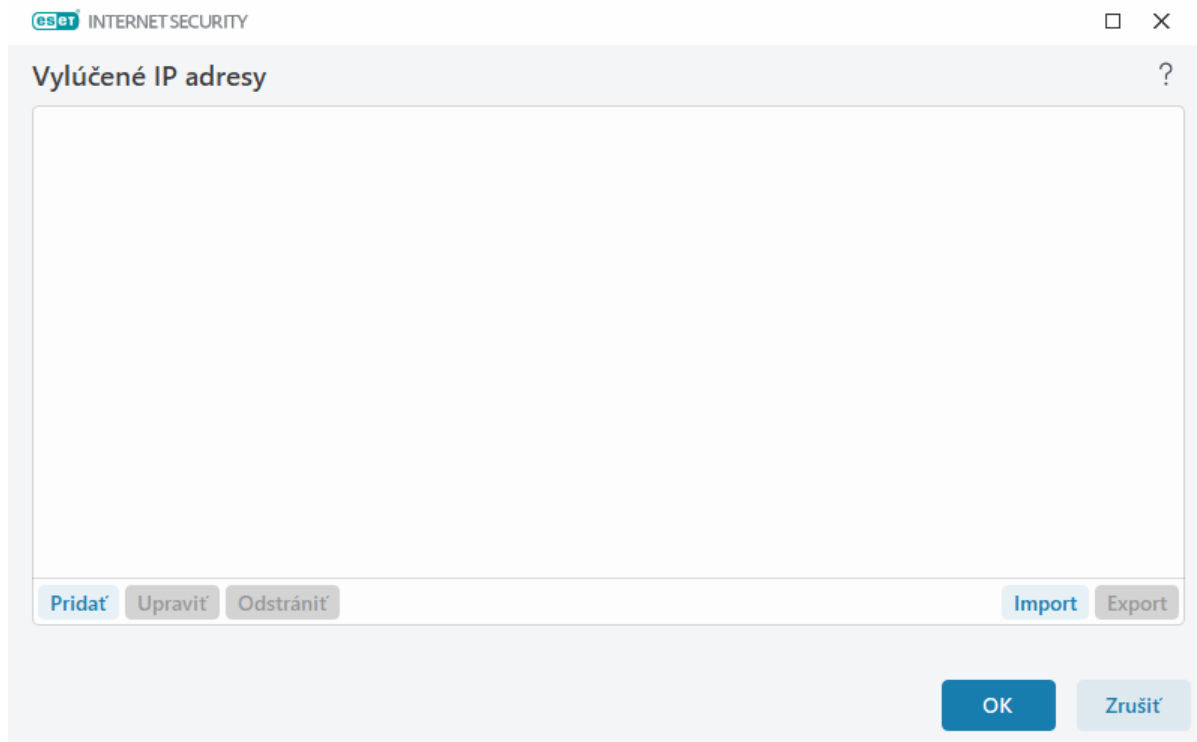 eset INTERNET SECURITY
Vylúčené IP adresy ?
Pridať Upraviť Odstrániť Import Export
OK Zrušiť